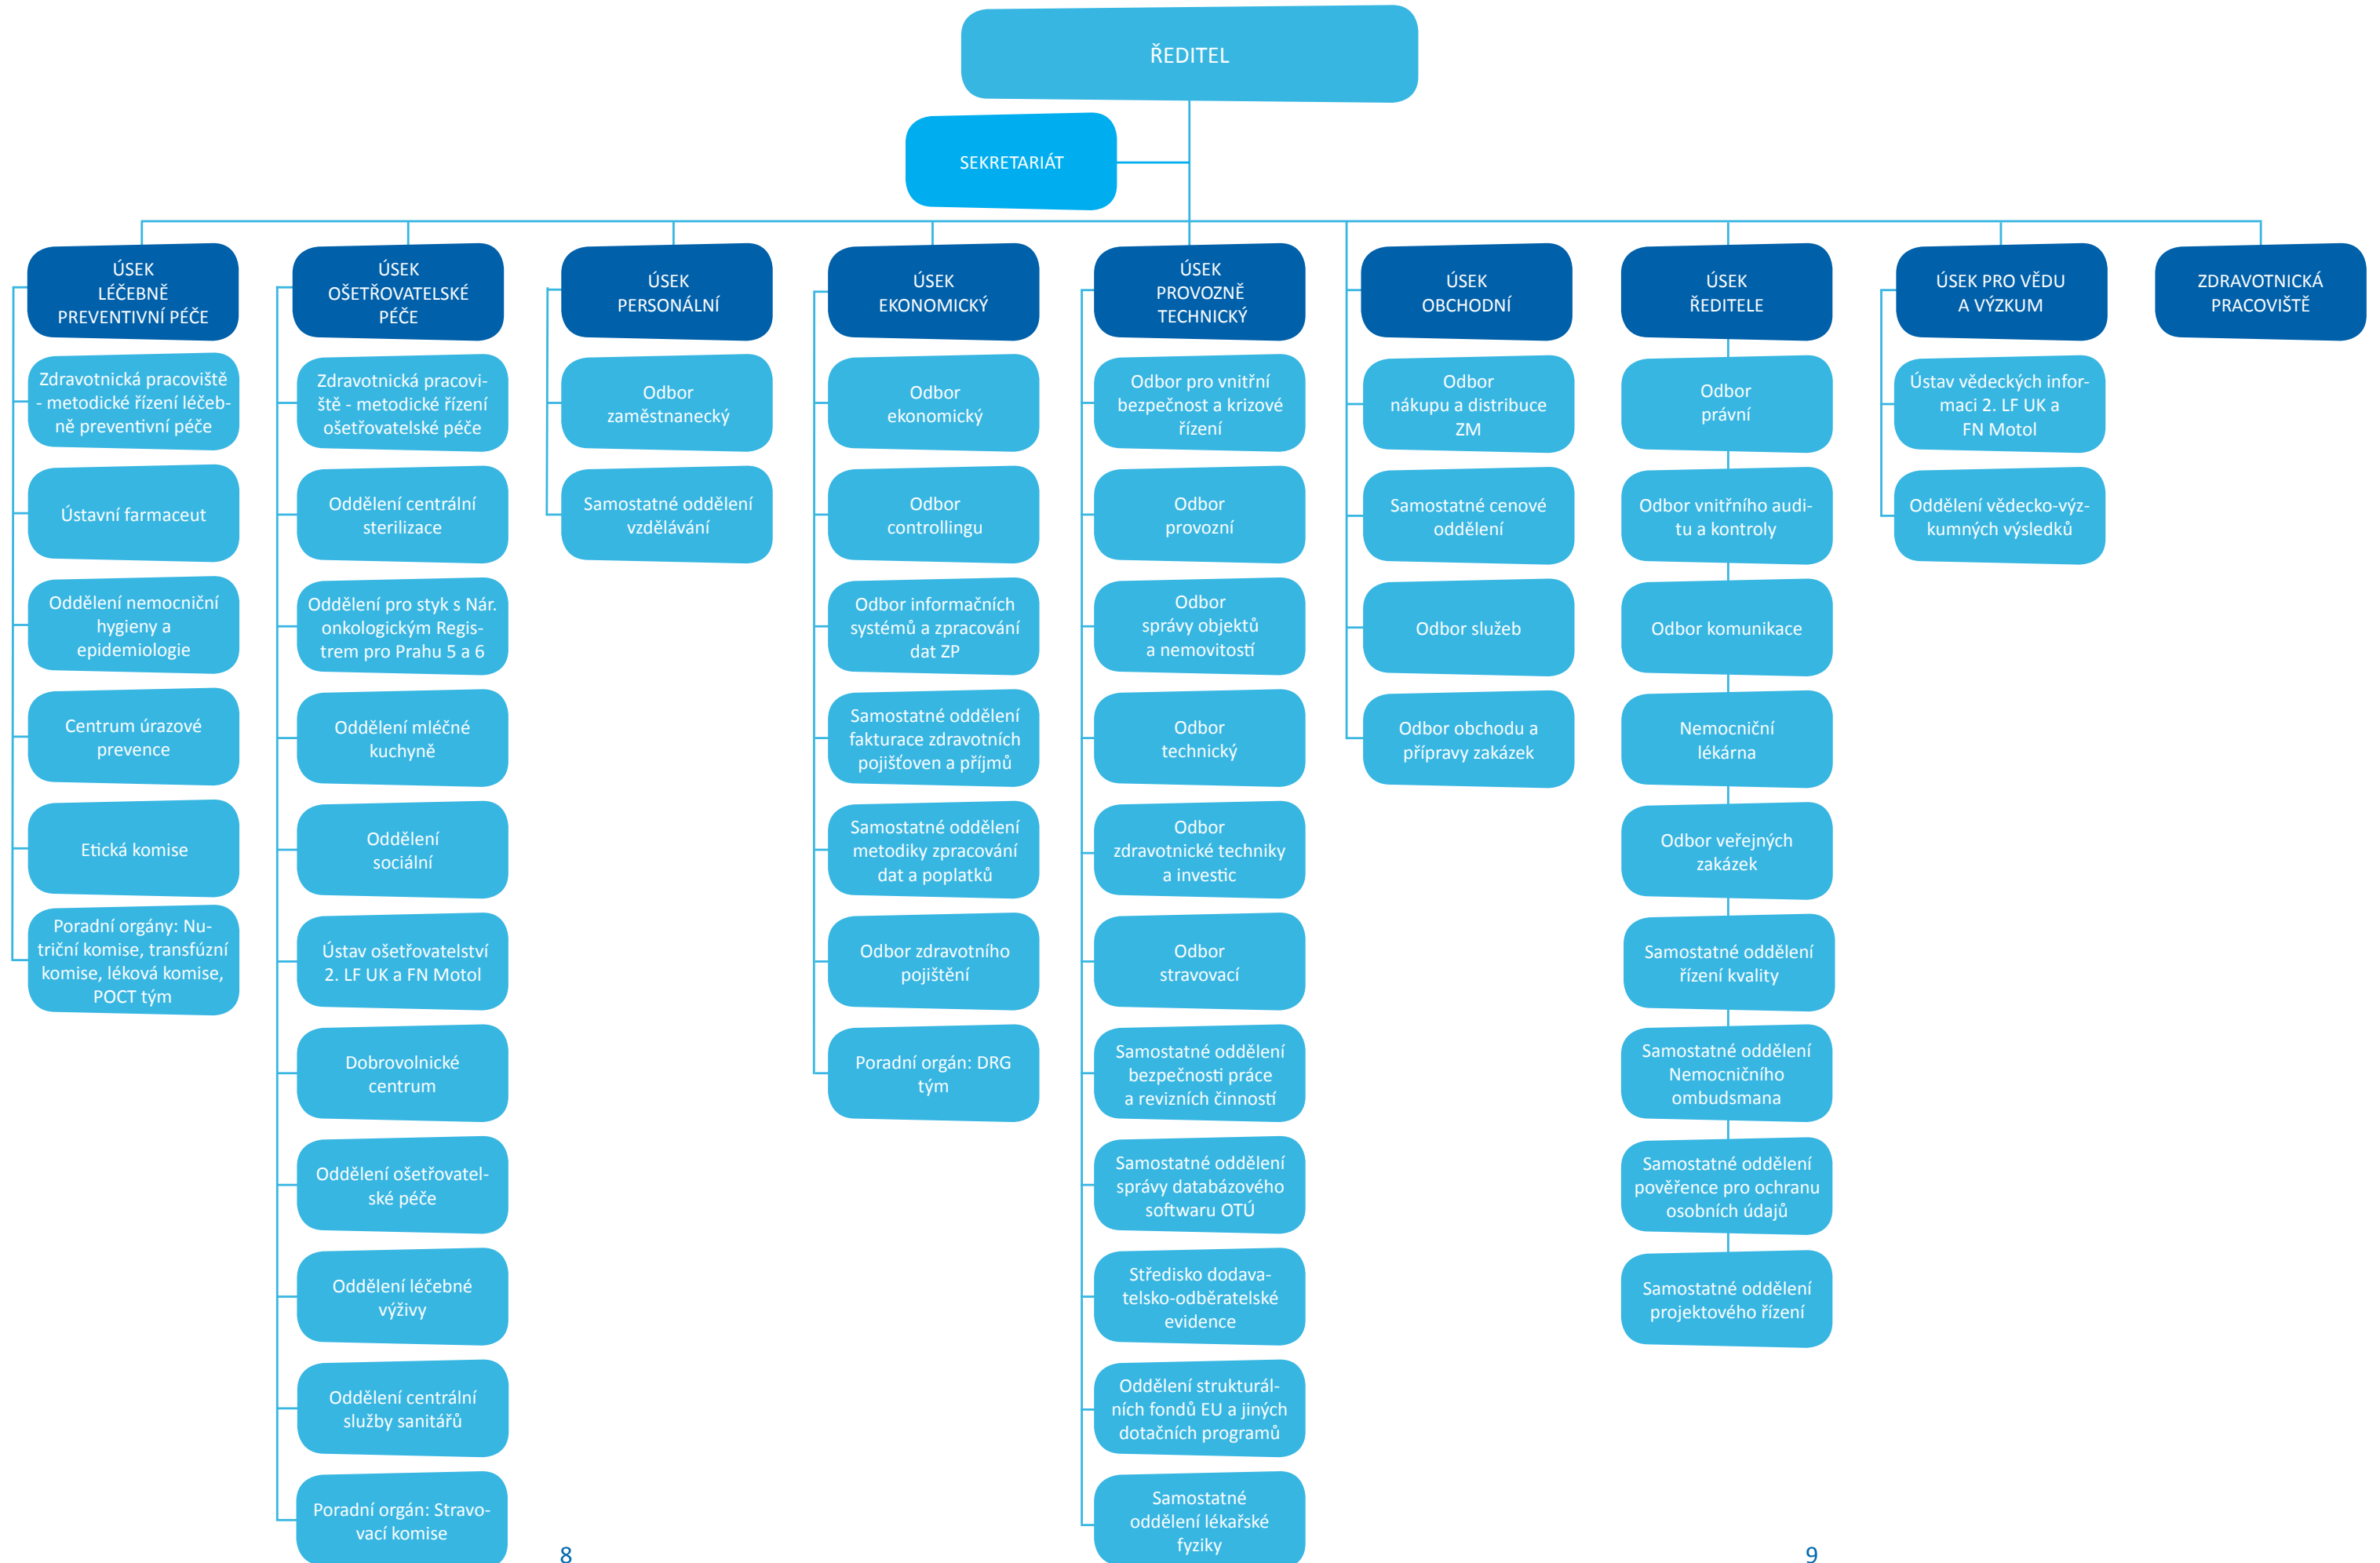 ŘEDITEL
SEKRETARIÁT
ÚSEK
LÉČEBNĚ
PREVENTIVNÍ PÉČE
Zdravotnická pracoviště
- metodické řízení léčeb-
ně preventivní péče
Ústavní farmaceut
Oddělení nemocniční
hygieny a
epidemiologie
Centrum úrazové
prevence
Etická komise
Poradní orgány: Nu-
triční komise, transfúzní
komise, léková komise,
POCT tým
ÚSEK
OŠETŘOVATELSKÉ
PÉČE
Zdravotnická pracovi-
ště - metodické řízení
ošetřovatelské péče
Oddělení centrální
sterilizace
Oddělení pro styk s Nár.
onkologickým Regis-
trem pro Prahu 5 a 6
Oddělení mléčné
kuchyně
Oddělení
sociální
Ústav ošetřovatelství
2. LF UK a FN Motol
Dobrovolnické
centrum
Oddělení ošetřovatel-
ské péče
Oddělení léčebné
výživy
Oddělení centrální
služby sanitářů
Poradní orgán: Stravo-
vací komise
ÚSEK
PERSONÁLNÍ
Odbor
zaměstnanecký
Samostatné oddělení
vzdělávání
ÚSEK
EKONOMICKÝ
Odbor
ekonomický
Odbor
controllingu
Odbor informačních
systémů a zpracování
dat ZP
Samostatné oddělení
fakturace zdravotních
pojišťoven a příjmů
Samostatné oddělení
metodiky zpracování
dat a poplatků
Odbor zdravotního
pojištění
Poradní orgán: DRG
tým
ÚSEK
PROVOZNĚ
TECHNICKÝ
Odbor pro vnitřní
bezpečnost a krizové
řízení
Odbor
provozní
Odbor
správy objektů
a nemovitostí
Odbor
technický
Odbor
zdravotnické techniky
a investic
Odbor
stravovací
Samostatné oddělení
bezpečnosti práce
a revizních činností
Samostatné oddělení
správy databázového
softwaru OTÚ
Středisko dodava-
telsko-odběratelské
evidence
Oddělení strukturál-
ních fondů EU a jiných
dotačních programů
Samostatné
oddělení lékařské
fyziky
ÚSEK
OBCHODNÍ
Odbor
nákupu a distribuce
ZM
Samostatné cenové
oddělení
Odbor služeb
Odbor obchodu a
přípravy zakázek
ÚSEK
ŘEDITELE
Odbor
právní
Odbor vnitřního audi-
tu a kontroly
Odbor komunikace
Nemocniční
lékárna
Odbor veřejných
zakázek
Samostatné oddělení
řízení kvality
Samostatné oddělení
Nemocničního
ombudsmana
Samostatné oddělení
pověřence pro ochranu
osobních údajů
Samostatné oddělení
projektového řízení
ÚSEK PRO VĚDU
A VÝZKUM
Ústav vědeckých infor-
maci 2. LF UK a
FN Motol
Oddělení vědecko-výz-
kumných výsledků
ZDRAVOTNICKÁ
PRACOVIŠTĚ
8
9